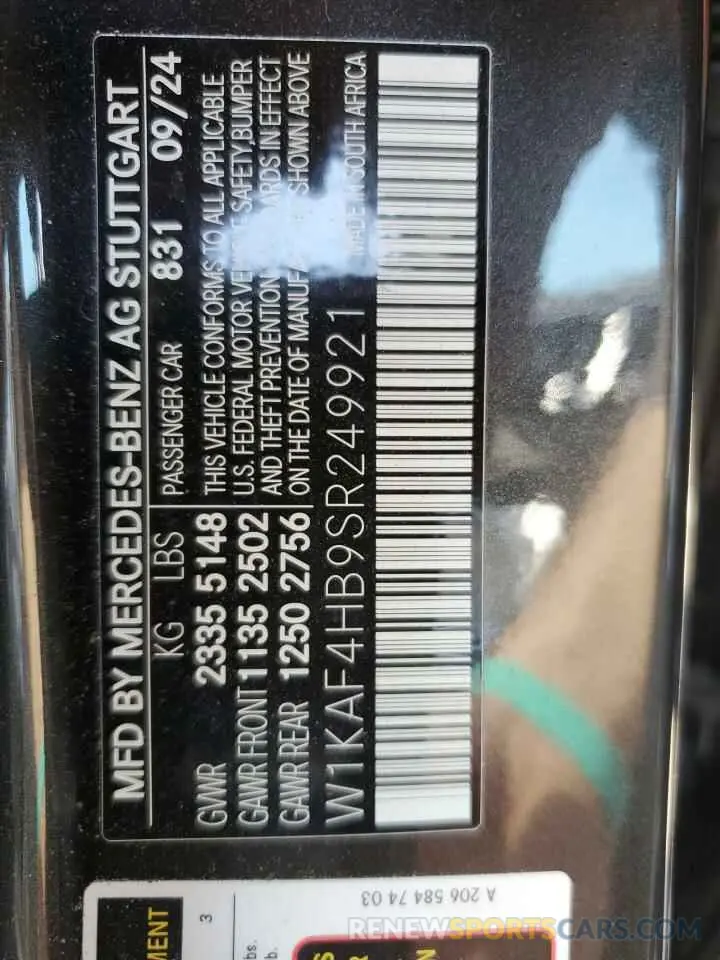 MFD BY MERCEDES-BENZ AG STUTTGART
KG LBS PASSENGER CAR 831 09/24
GVWR 2335 5148 THIS VEHICLE CONFORMS TO ALL APPLICABLE
U.S. FEDERAL MOTOR SAFETY, BUMPER
GAWR FRONT 1135 2502 AND THEFT PREVENTION IN EFFECT
GAWR REAR 1250 2756 ON THE DATE OF SHOWN ABOVE
W1KAF4HB9SR249921 MADE IN SOUTH AFRICA
3
A 206 584 74 03
RENEWSPORTSCARS.COM